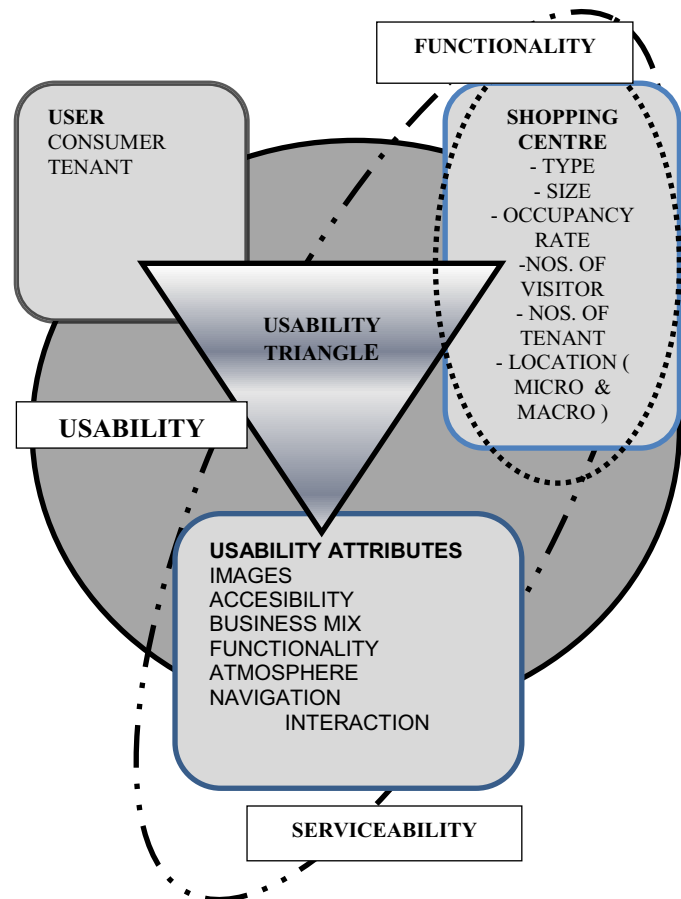 FUNCTIONALITY
USER
CONSUMER
TENANT
SHOPPING
CENTRE
- TYPE
- SIZE
- OCCUPANCY
RATE
-NOS. OF
VISITOR
- NOS. OF
TENANT
- LOCATION (
MICRO & 
MACRO )
USABILITY
TRIANGLE
USABILITY
USABILITY ATTRIBUTES
IMAGES
ACCESIBILITY
BUSINESS MIX
FUNCTIONALITY
ATMOSPHERE
NAVIGATION
INTERACTION
SERVICEABILITY